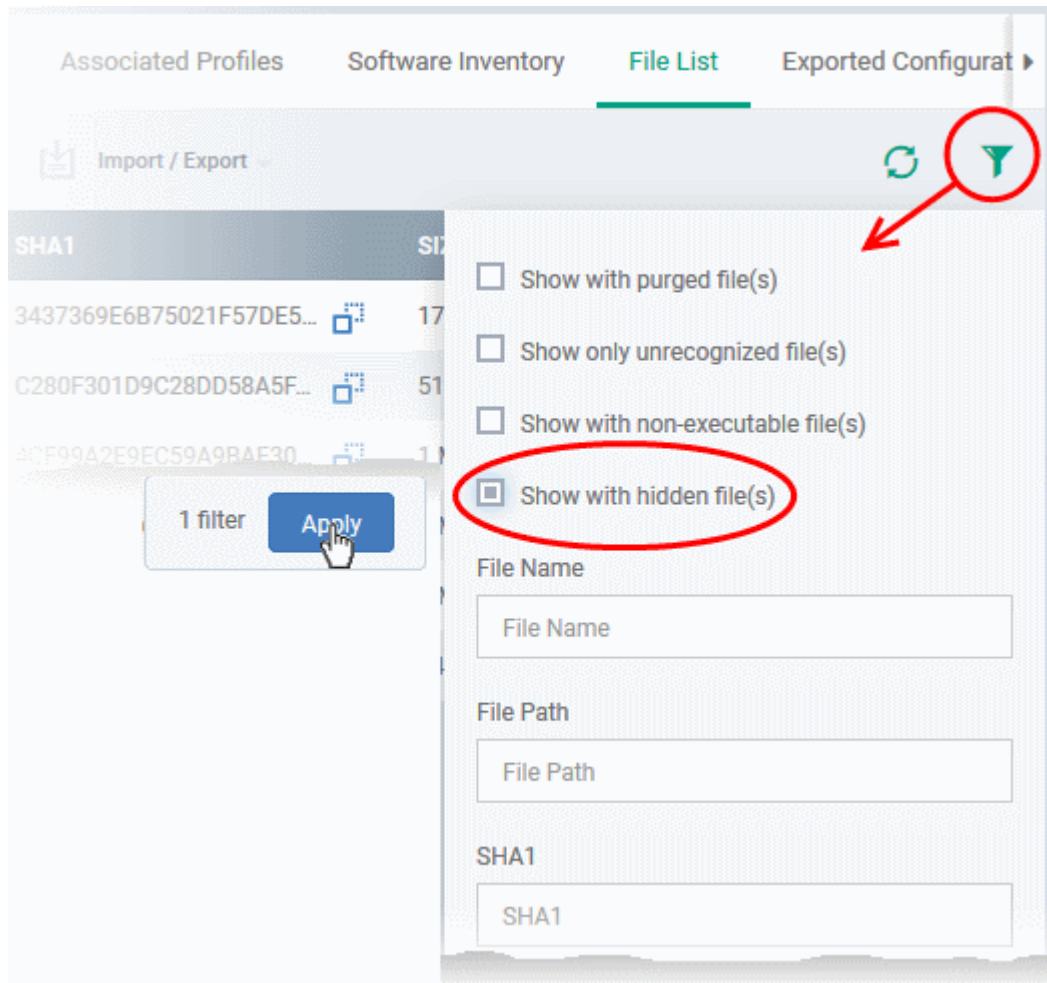 Associated Profiles Software Inventory File List Exported Configurat
Import / Export
SHA1
3437369E6B75021F57DE5... 17
C280F301D9C28DD58A5F... 51
4CF99A2E9EC59A9BAE30... 1
1 filter Apply
Show with purged file(s)
Show only unrecognized file(s)
Show with non-executable file(s)
Show with hidden file(s)
File Name
File Name
File Path
File Path
SHA1
SHA1